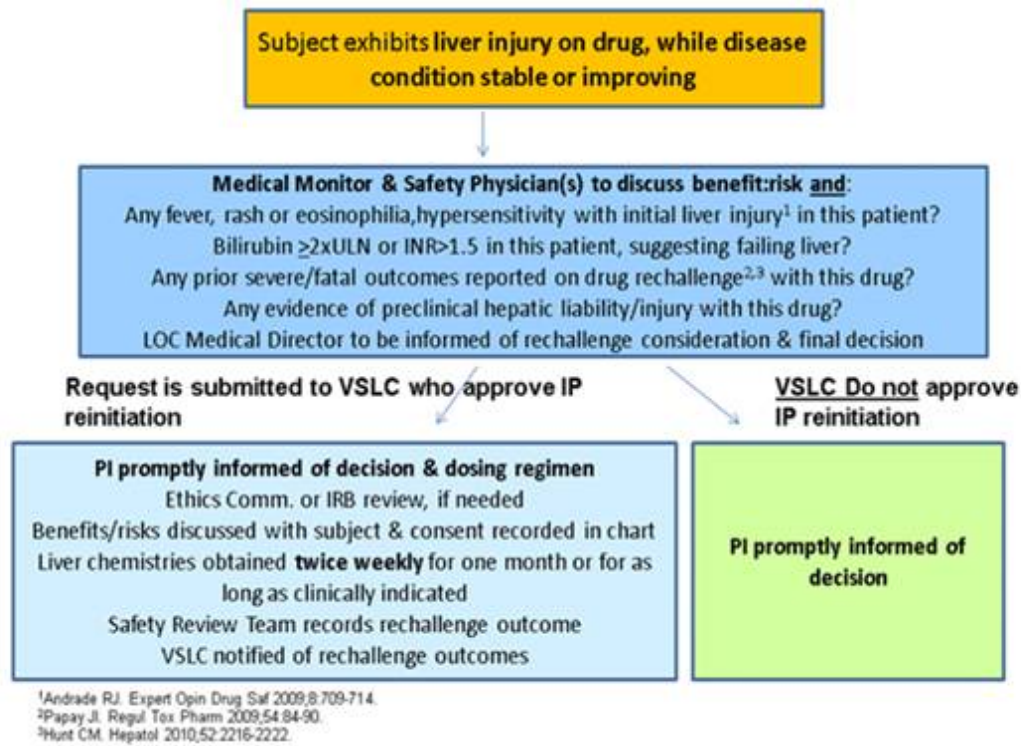 Subject exhibits liver injury on drug, while disease
condition stable or improving
Medical Monitor & Safety Physician(s) to discuss benefit:risk and:
Any fever, rash or eosinophilia,hypersensitivity with initial liver injury¹ in this patient?
Bilirubin ≥2xULN or INR>1.5 in this patient, suggesting failing liver?
Any prior severe/fatal outcomes reported on drug rechallenge²,³ with this drug?
Any evidence of preclinical hepatic liability/injury with this drug?
LOC Medical Director to be informed of rechallenge consideration & final decision
Request is submitted to VSLC who approve IP
reinitiation
VSLC Do not approve
IP reinitiation
PI promptly informed of decision & dosing regimen
Ethics Comm. or IRB review, if needed
Benefits/risks discussed with subject & consent recorded in chart
Liver chemistries obtained twice weekly for one month or for as
long as clinically indicated
Safety Review Team records rechallenge outcome
VSLC notified of rechallenge outcomes
PI promptly informed of
decision
¹Andrade RJ. Expert Opin Drug Saf 2009;8:709-714.
²Papay JI. Regul Tox Pharm 2009;54:84-90.
³Hunt CM. Hepatol 2010;52:2216-2222.